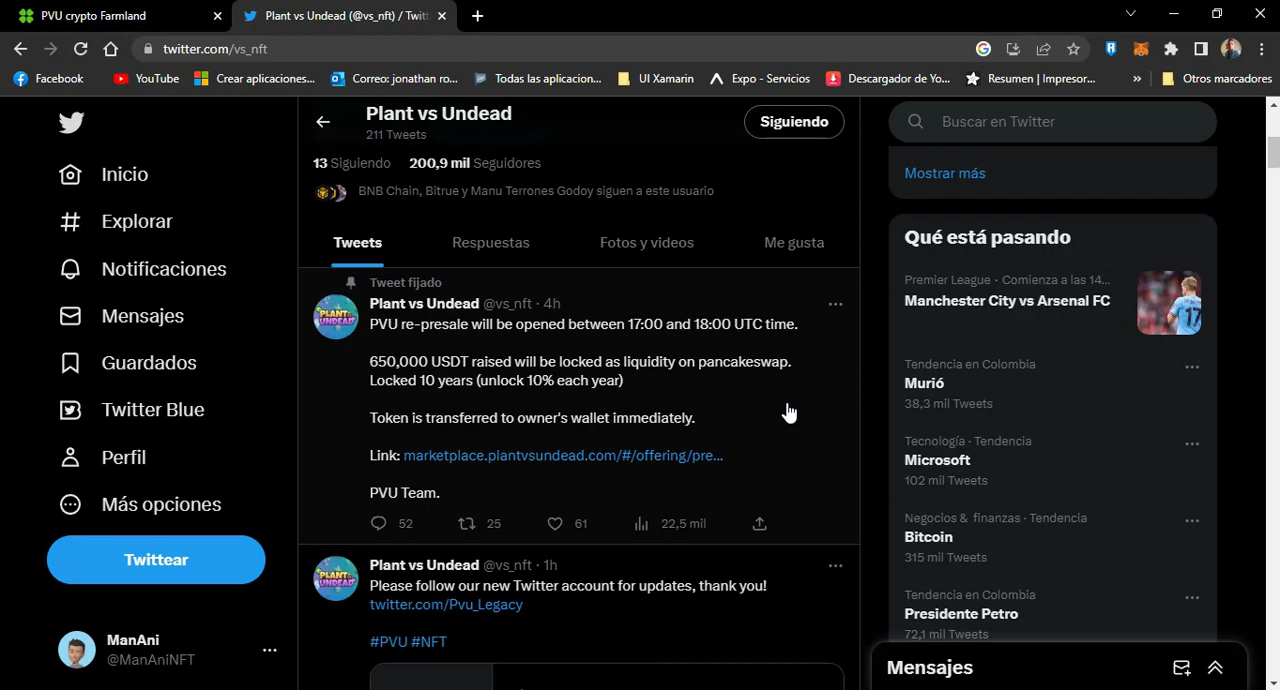 PVU crypto Farmland
Plant vs Undead (@vs_nft) / Twitt
twitter.com/vs_nft
Facebook
YouTube
Crear aplicaciones...
Correo: jonathan ro...
Todas las aplicacion...
UI Xamarin
Expo - Servicios
Descargador de Yo...
Resumen | Impresor...
»
Otros marcadores
Inicio
Explorar
Notificaciones
Mensajes
Guardados
Twitter Blue
Perfil
Más opciones
Twittear
ManAni
@ManAniNFT
Plant vs Undead
211 Tweets
Siguiendo
13 Siguiendo 200,9 mil Seguidores
BNB Chain, Bitrue y Manu Terrones Godoy siguen a este usuario
Tweets Respuestas Fotos y videos Me gusta
Tweet fijado
Plant vs Undead @vs_nft · 4h
PVU re-presale will be opened between 17:00 and 18:00 UTC time.
650,000 USDT raised will be locked as liquidity on pancakeswap.
Locked 10 years (unlock 10% each year)
Token is transferred to owner's wallet immediately.
Link: marketplace.plantvsundead.com/#/offering/pre...
PVU Team.
52 25 61 22,5 mil
Plant vs Undead @vs_nft · 1h
Please follow our new Twitter account for updates, thank you!
twitter.com/Pvu_Legacy
#PVU #NFT
Buscar en Twitter
Mostrar más
Qué está pasando
Premier League · Comienza a las 14...
Manchester City vs Arsenal FC
Tendencia en Colombia
Murió
38,3 mil Tweets
Tecnología · Tendencia
Microsoft
102 mil Tweets
Negocios & finanzas · Tendencia
Bitcoin
315 mil Tweets
Tendencia en Colombia
Presidente Petro
72,1 mil Tweets
Mensajes